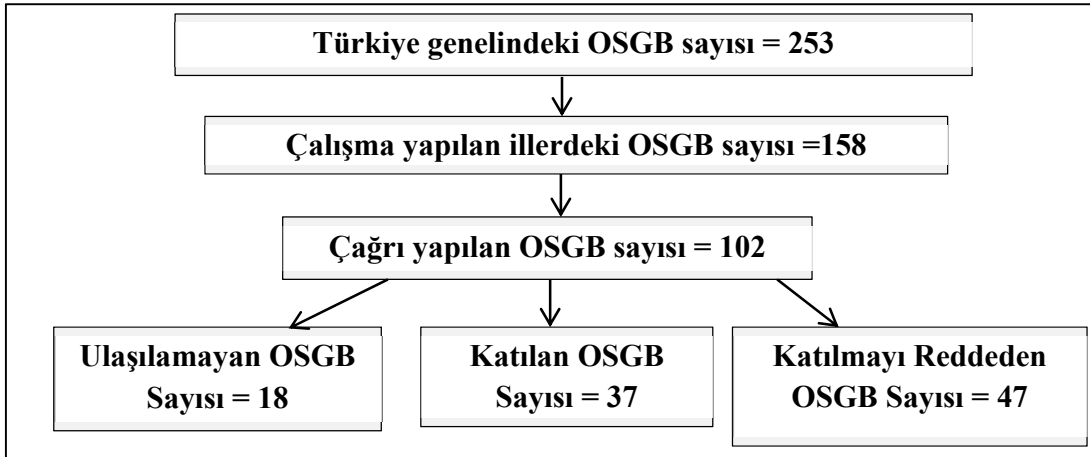 Türkiye genelindeki OSGB sayısı = 253
Çalışma yapılan illerdeki OSGB sayısı =158
Çağrı yapılan OSGB sayısı = 102
Ulaşılamayan OSGB
Sayısı = 18
Katılan OSGB
Sayısı = 37
Katılmayı Reddeden
OSGB Sayısı = 47